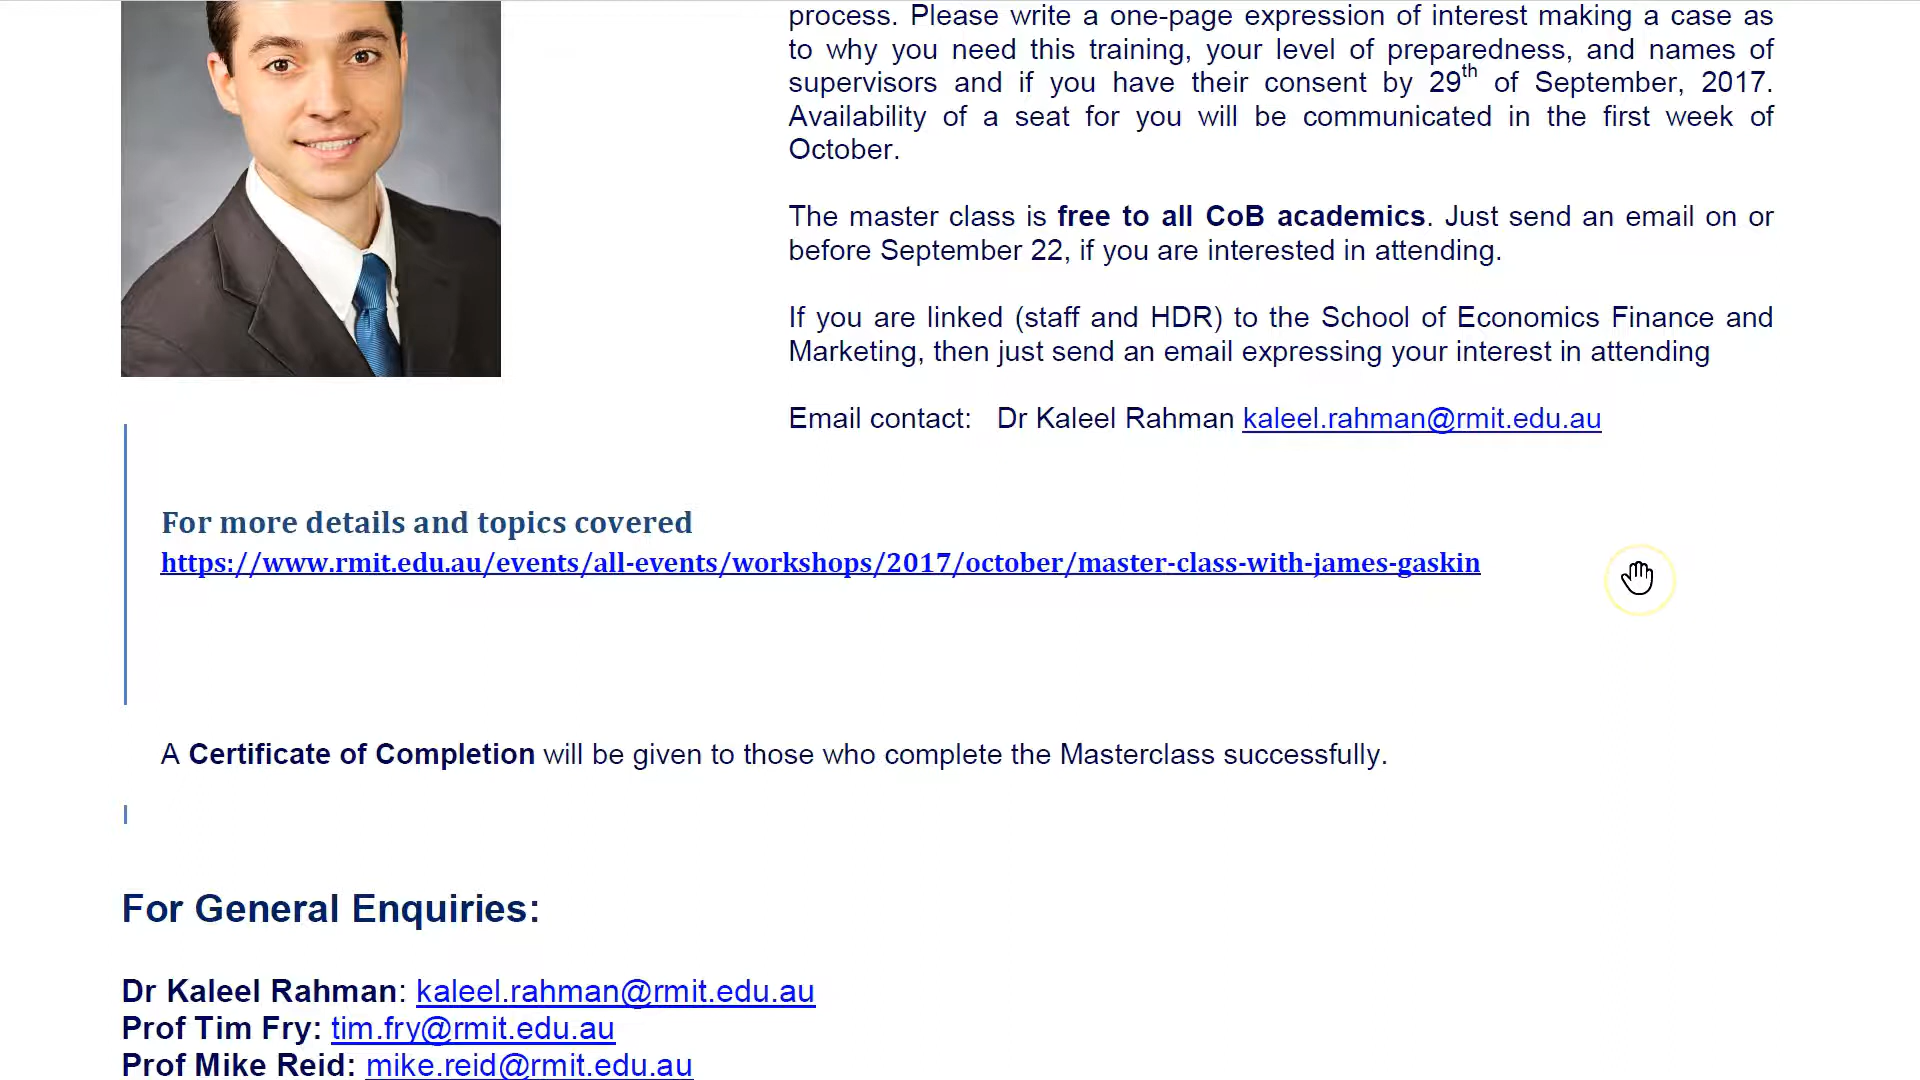 process. Please write a one-page expression of interest making a case as
to why you need this training, your level of preparedness, and names of
supervisors and if you have their consent by 29th of September, 2017.
Availability of a seat for you will be communicated in the first week of
October.
The master class is free to all CoB academics. Just send an email on or
before September 22, if you are interested in attending.
If you are linked (staff and HDR) to the School of Economics Finance and
Marketing, then just send an email expressing your interest in attending
Email contact: Dr Kaleel Rahman kaleel.rahman@rmit.edu.au
For more details and topics covered
https://www.rmit.edu.au/events/all-events/workshops/2017/october/master-class-with-james-gaskin
A Certificate of Completion will be given to those who complete the Masterclass successfully.
For General Enquiries:
Dr Kaleel Rahman: kaleel.rahman@rmit.edu.au
Prof Tim Fry: tim.fry@rmit.edu.au
Prof Mike Reid: mike.reid@rmit.edu.au